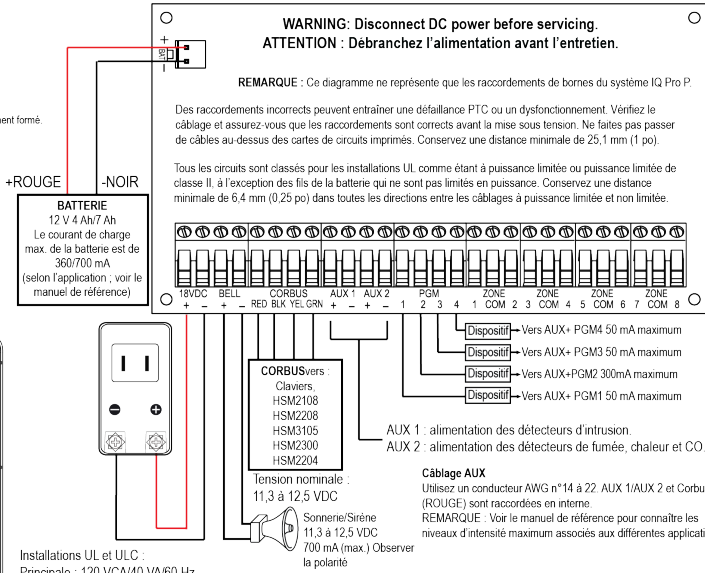 WARNING: Disconnect DC power before servicing.
ATTENTION : Débranchez l'alimentation avant l'entretien.
+
BAT
–
REMARQUE : Ce diagramme ne représente que les raccordements de bornes du système IQ Pro P.
ment formé.
Des raccordements incorrects peuvent entraîner une défaillance PTC ou un dysfonctionnement. Vérifiez le
câblage et assurez-vous que les raccordements sont corrects avant la mise sous tension. Ne faites pas passer
de câbles au-dessus des cartes de circuits imprimés. Conservez une distance minimale de 25,1 mm (1 po).
Tous les circuits sont classés pour les installations UL comme étant à puissance limitée ou puissance limitée de
classe II, à l'exception des fils de la batterie qui ne sont pas limités en puissance. Conservez une distance
minimale de 6,4 mm (0,25 po) dans toutes les directions entre les câblages à puissance limitée et non limitée.
+ROUGE -NOIR
BATTERIE
12 V 4 Ah/7 Ah
Le courant de charge
max. de la batterie est de
360/700 mA
(selon l'application ; voir le
manuel de référence)
18VDC BELL CORBUS AUX 1 AUX 2 PGM ZONE ZONE ZONE ZONE
+ – + – RED BLK YEL GRN + – + – 1 2 3 4 1 COM 2 3 COM 4 5 COM 6 7 COM 8
Dispositif Vers AUX+ PGM4 50 mA maximum
Dispositif Vers AUX+ PGM3 50 mA maximum
Dispositif Vers AUX+PGM2 300mA maximum
Dispositif Vers AUX+ PGM1 50 mA maximum
CORBUSvers :
Claviers,
HSM2108
HSM2208
HSM3105
HSM2300
HSM2204
Tension nominale :
11,3 à 12,5 VDC
AUX 1 : alimentation des détecteurs d'intrusion.
AUX 2 : alimentation des détecteurs de fumée, chaleur et CO.
Câblage AUX
Utilisez un conducteur AWG n°14 à 22. AUX 1/AUX 2 et Corbu
(ROUGE) sont raccordées en interne.
REMARQUE : Voir le manuel de référence pour connaître les
niveaux d'intensité maximum associés aux différentes applicati
Sonnerie/Sirène
11,3 à 12,5 VDC
700 mA (max.) Observer
la polarité
Installations UL et ULC :
Principale : 120 VCA/40 VA/60 Hz